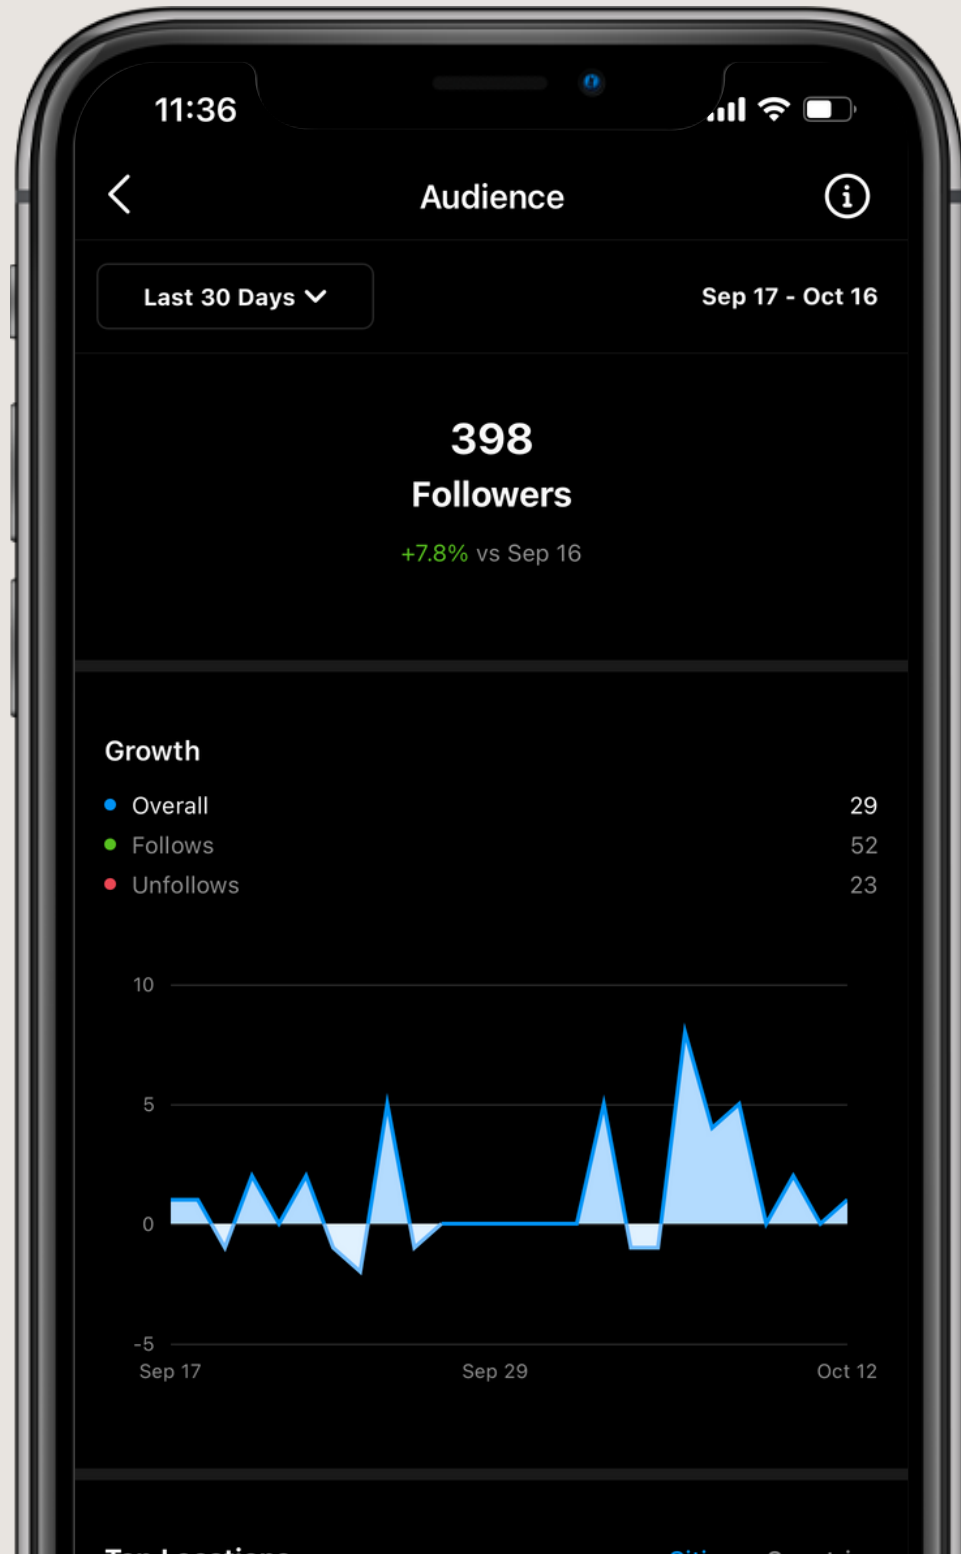 11:36
Audience
Last 30 Days
Sep 17 - Oct 16
398
Followers
+7.8% vs Sep 16
Growth
Overall 29
Follows 52
Unfollows 23
10
5
0
-5
Sep 17 Sep 29 Oct 12